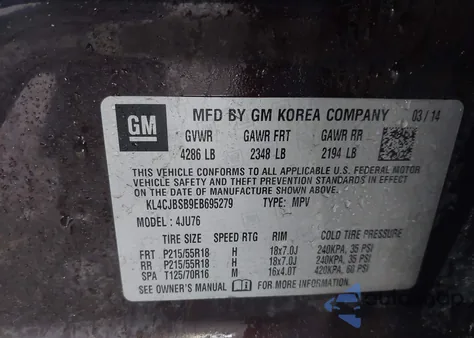 GM
MFD BY GM KOREA COMPANY 03/14
GVWR GAWR FRT GAWR RR
4286 LB 2348 LB 2194 LB
THIS VEHICLE CONFORMS TO ALL APPLICABLE U.S. FEDERAL MOTOR
VEHICLE SAFETY, BUMPER, AND THEFT PREVENTION STANDARDS IN EFFECT
ON THE DATE OF MANUFACTURE SHOWN ABOVE.
KL4CJBSB9EB695279 TYPE: MPV
MODEL: 4JU76
TIRE SIZE SPEED RTG RIM COLD TIRE PRESSURE
FRT P215/55R18 H 18x7.0J 240KPA, 35 PSI
RR P215/55R18 H 18x7.0J 240KPA, 35 PSI
SPA T125/70R16 M 16x4.0T 420KPA, 60 PSI
SEE OWNER'S MANUAL FOR MORE INFORMATION.